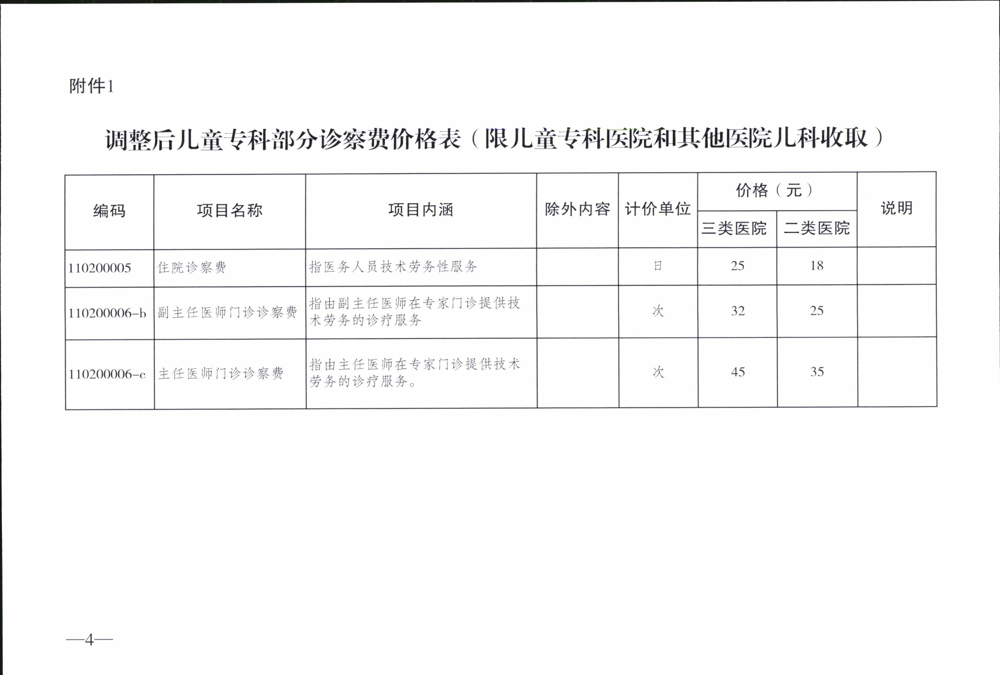 附件1
调整后儿童专科部分诊察费价格表（限儿童专科医院和其他医院儿科收取）
编码 项目名称 项目内涵 除外内容 计价单位 价格（元） 说明
三类医院 二类医院
110200005 住院诊察费 指医务人员技术劳务性服务 日 25 18
110200006-b 副主任医师门诊诊察费 指由副主任医师在专家门诊提供技
术劳务的诊疗服务 次 32 25
110200006-c 主任医师门诊诊察费 指由主任医师在专家门诊提供技术
劳务的诊疗服务。 次 45 35
—4—